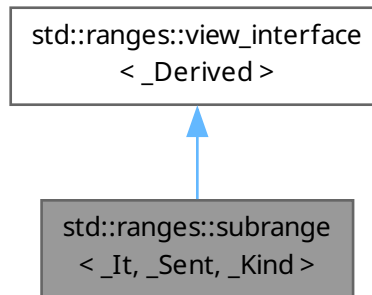 std::ranges::view_interface
< _Derived >
std::ranges::subrange
< _It, _Sent, _Kind >